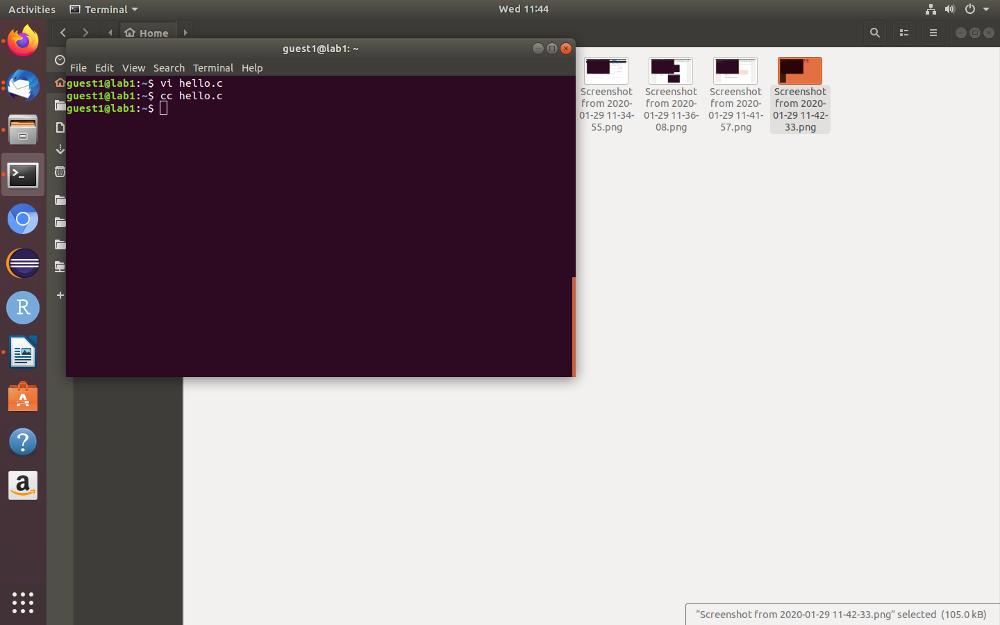 Activities Terminal Wed 11:44
Home
guest1@lab1: ~
File Edit View Search Terminal Help
guest1@lab1:~$ vi hello.c
guest1@lab1:~$ cc hello.c
guest1@lab1:~$
Screenshot from 2020-01-29 11-34-55.png
Screenshot from 2020-01-29 11-36-08.png
Screenshot from 2020-01-29 11-41-57.png
Screenshot from 2020-01-29 11-42-33.png
R
A
?
a
“Screenshot from 2020-01-29 11-42-33.png” selected (105.0 kB)